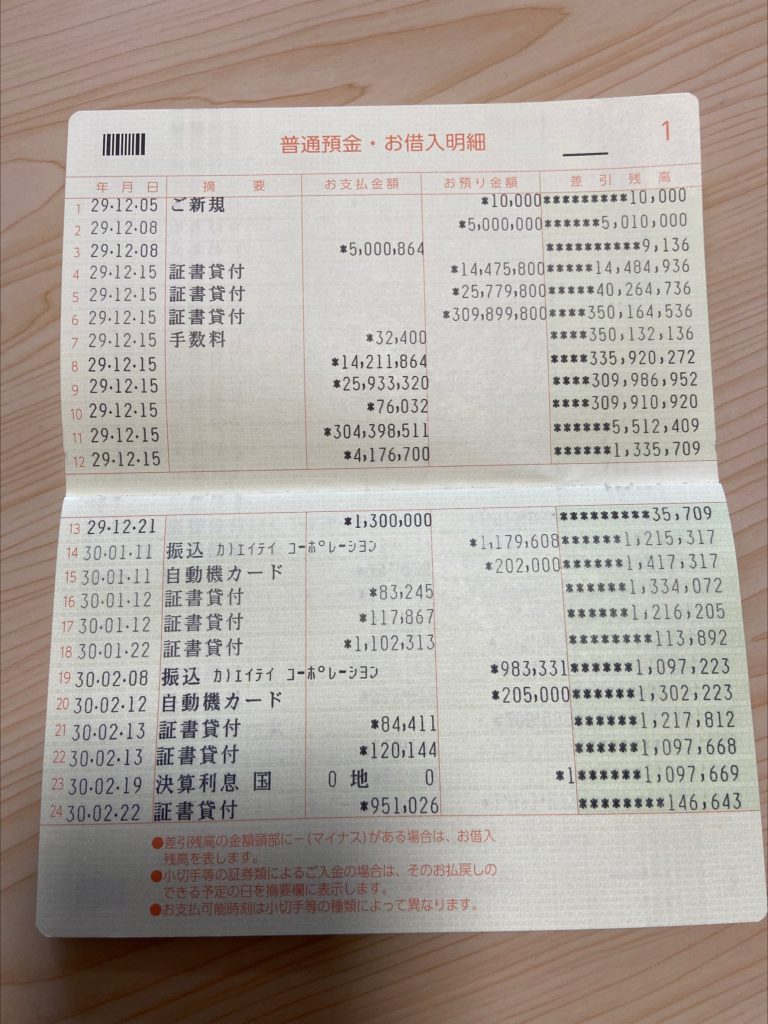 普通預金・お借入明細 1
年 月 日 摘 要 お支払金額 お預り金額 差 引 残 高
1 29-12-05 ご新規 *10,000*********10,000
2 29-12-08 *5,000,000******5,010,000
3 29-12-08 *5,000,864 **********9,136
4 29-12-15 証書貸付 *14,475,800*****14,484,936
5 29-12-15 証書貸付 *25,779,800*****40,264,736
6 29-12-15 証書貸付 *309,899,800****350,164,536
7 29-12-15 手数料 *32,400 ****350,132,136
8 29-12-15 *14,211,864 ****335,920,272
9 29-12-15 *25,933,320 ****309,986,952
10 29-12-15 *76,032 ****309,910,920
11 29-12-15 *304,398,511 ******5,512,409
12 29-12-15 *4,176,700 ******1,335,709
13 29-12-21 *1,300,000 *********35,709
14 30-01-11 振込 カ)エイテイ コーポレーシヨン *1,179,608******1,215,317
15 30-01-11 自動機カード *202,000******1,417,317
16 30-01-12 証書貸付 *83,245 ******1,334,072
17 30-01-12 証書貸付 *117,867 ******1,216,205
18 30-01-22 証書貸付 *1,102,313 ********113,892
19 30-02-08 振込 カ)エイテイ コーポレーシヨン *983,331******1,097,223
20 30-02-12 自動機カード *205,000******1,302,223
21 30-02-13 証書貸付 *84,411 ******1,217,812
22 30-02-13 証書貸付 *120,144 ******1,097,668
23 30-02-19 決算利息 国 0 地 0 *1******1,097,669
24 30-02-22 証書貸付 *951,026 ********146,643
●差引残高の金額頭部に−(マイナス)がある場合は、お借入
残高を表します。
●小切手等の証券類によるご入金の場合は、そのお払戻しの
できる予定の日を摘要欄に表示します。
●お支払可能時刻は小切手等の種類によって異なります。